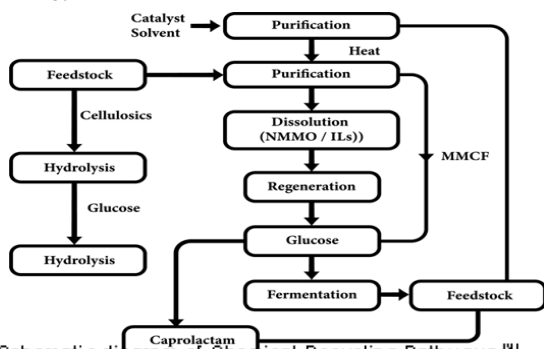 Catalyst
Solvent
Purification
Heat
Feedstock
Purification
Cellulosics
Dissolution
(NMMO / ILs))
Hydrolysis
MMCF
Regeneration
Glucose
Glucose
Hydrolysis
Fermentation
Feedstock
Caprolactam